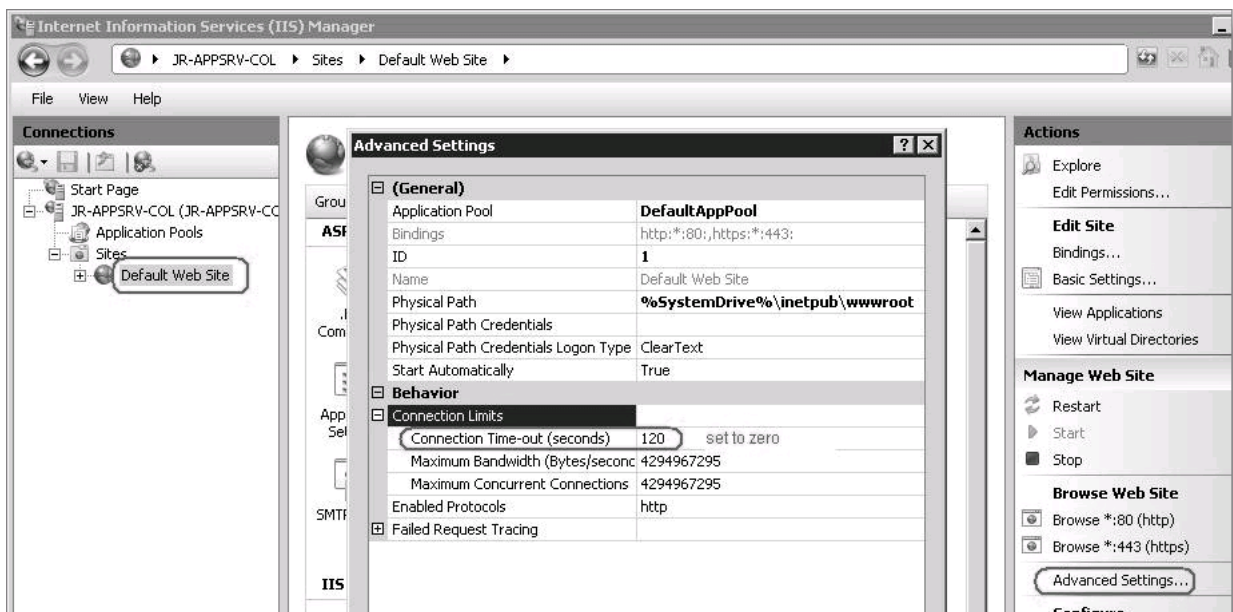 Internet Information Services (IIS) Manager
JR-APPSRV-COL Sites Default Web Site
File View Help
Connections
Start Page
JR-APPSRV-COL (JR-APPSRV-CO
Application Pools
Sites
Default Web Site
Grou
ASP
.N
Com
App
Set
SMTP
IIS
Advanced Settings
(General)
Application Pool DefaultAppPool
Bindings http:*:80:,https:*:443:
ID 1
Name Default Web Site
Physical Path %SystemDrive%\inetpub\wwwroot
Physical Path Credentials
Physical Path Credentials Logon Type ClearText
Start Automatically True
Behavior
Connection Limits
Connection Time-out (seconds) 120 set to zero
Maximum Bandwidth (Bytes/second 4294967295
Maximum Concurrent Connections 4294967295
Enabled Protocols http
Failed Request Tracing
Actions
Explore
Edit Permissions...
Edit Site
Bindings...
Basic Settings...
View Applications
View Virtual Directories
Manage Web Site
Restart
Start
Stop
Browse Web Site
Browse *:80 (http)
Browse *:443 (https)
Advanced Settings...
Configure